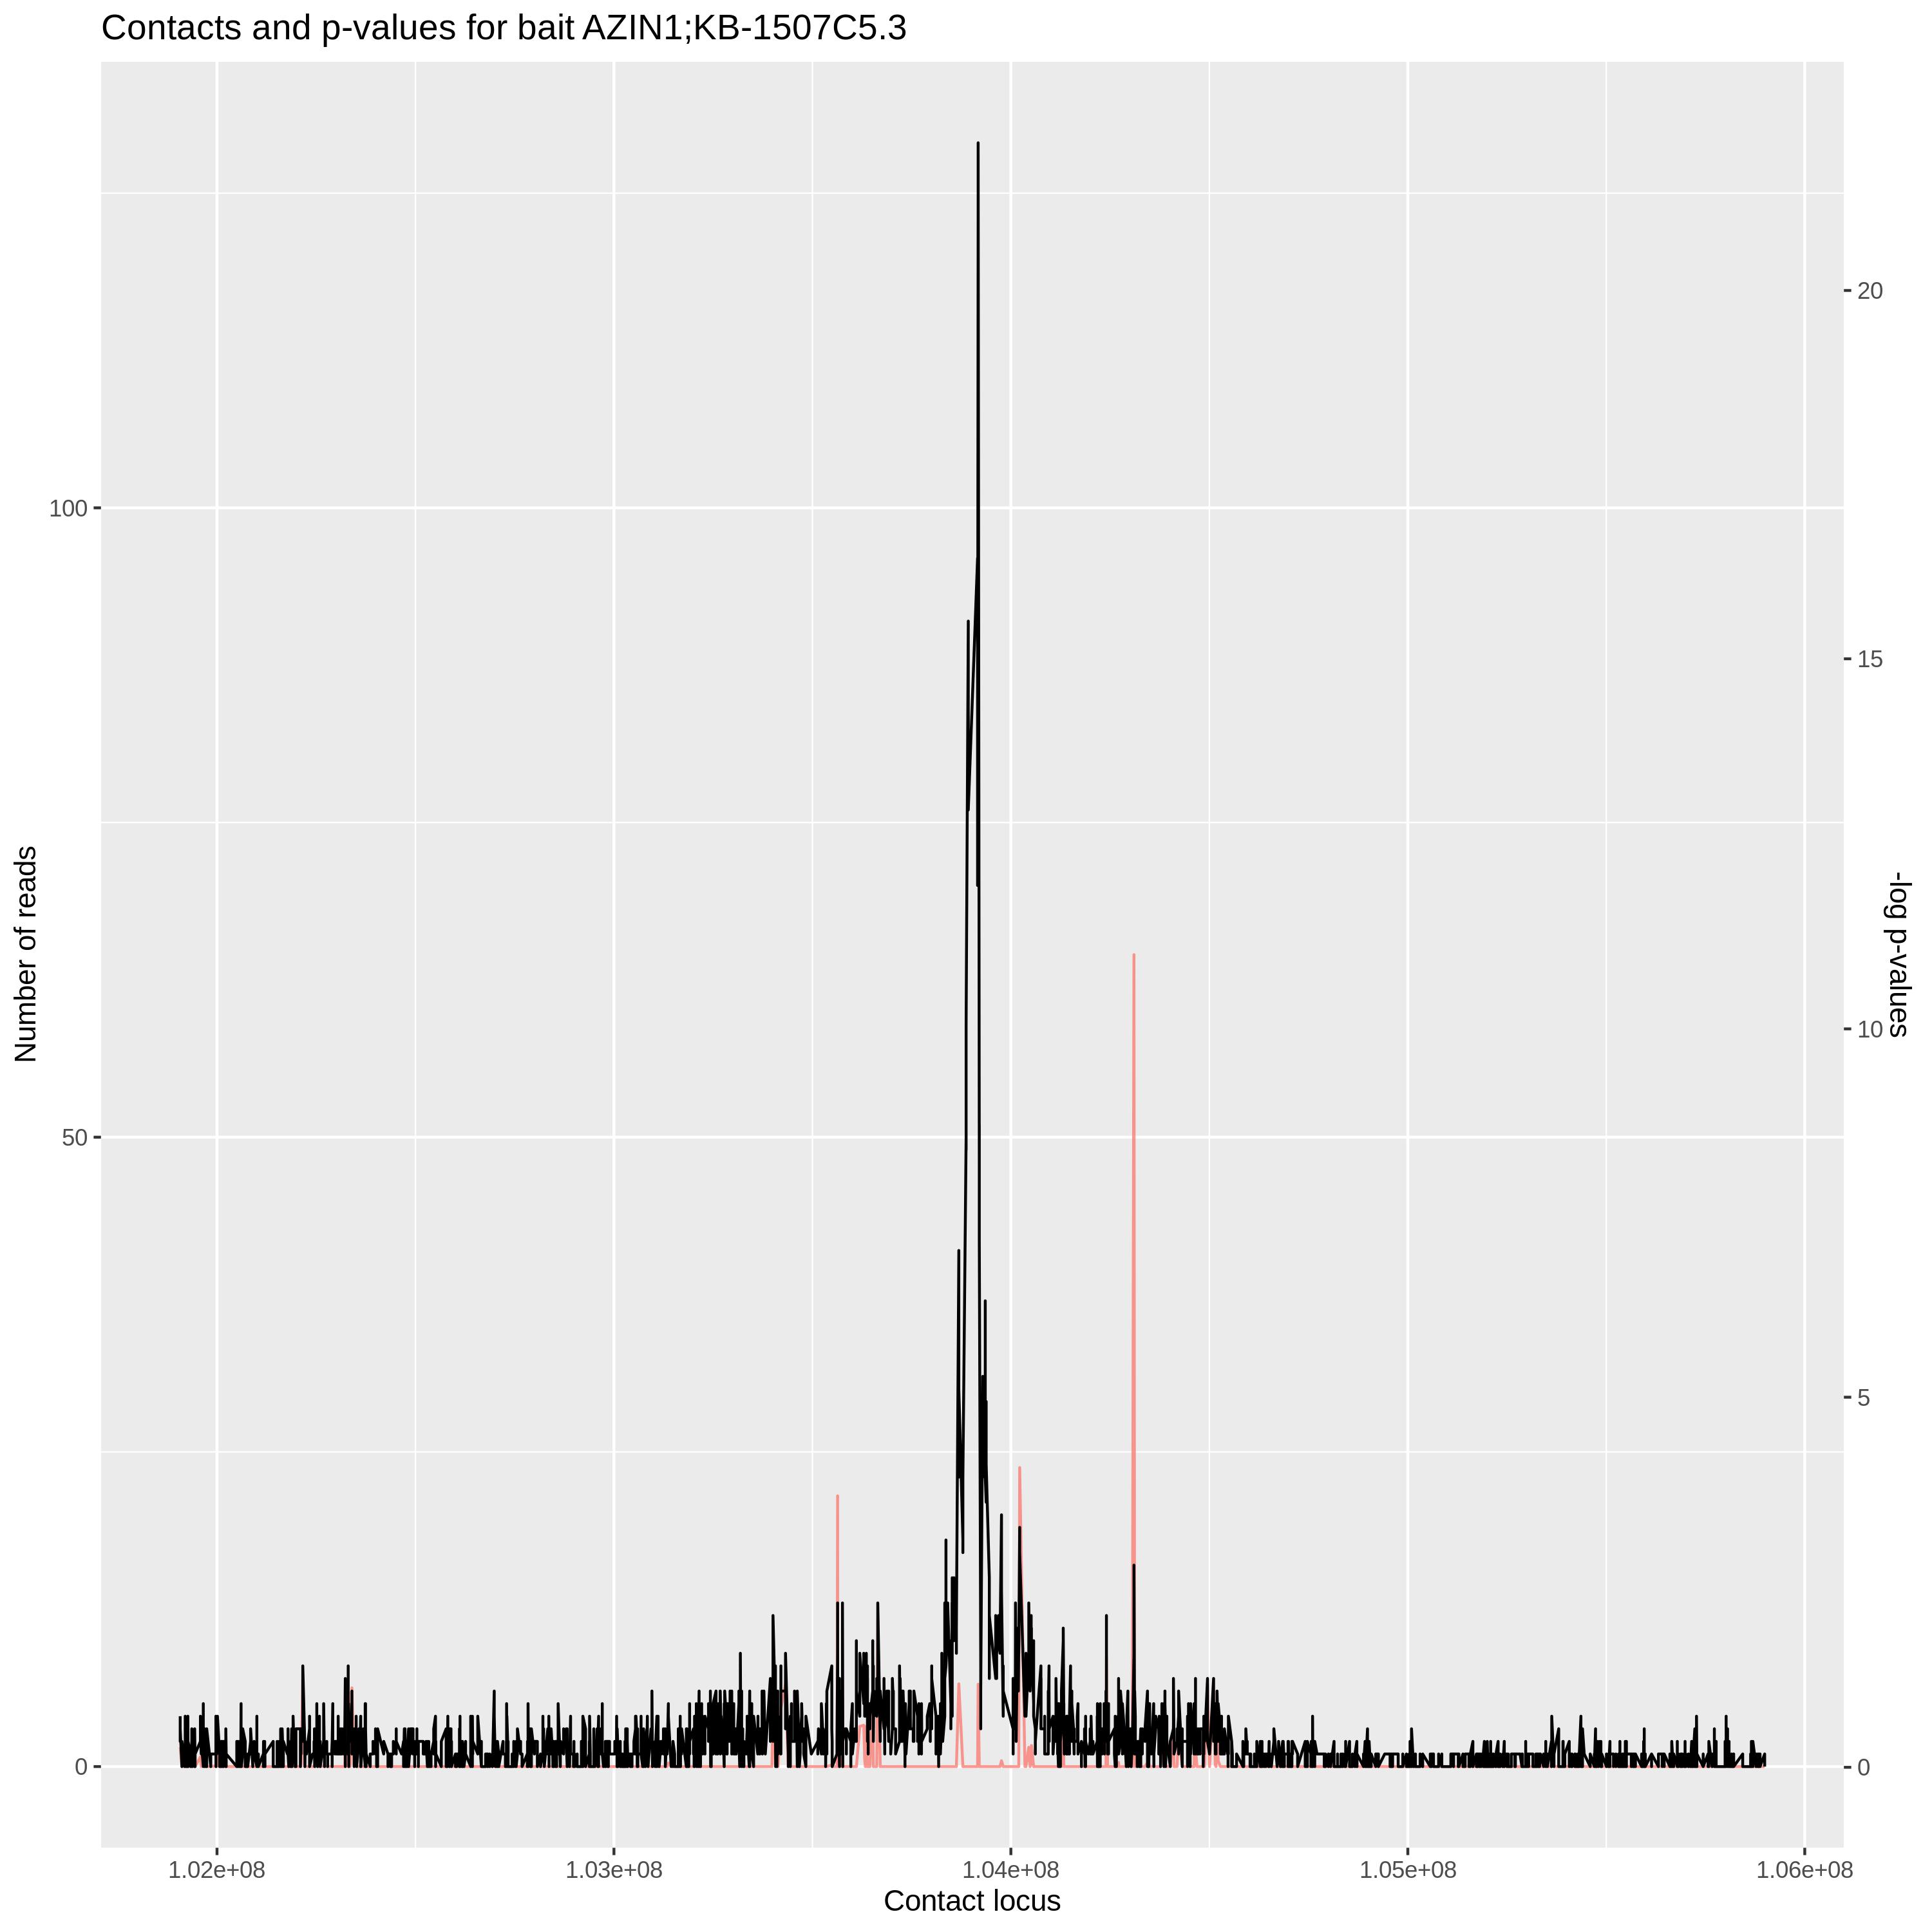 Contacts and p-values for bait AZIN1;KB-1507C5.3
Number of reads
100
50
0
20
15
10
5
0
-log p-values
1.02e+08 1.03e+08 1.04e+08 1.05e+08 1.06e+08
Contact locus